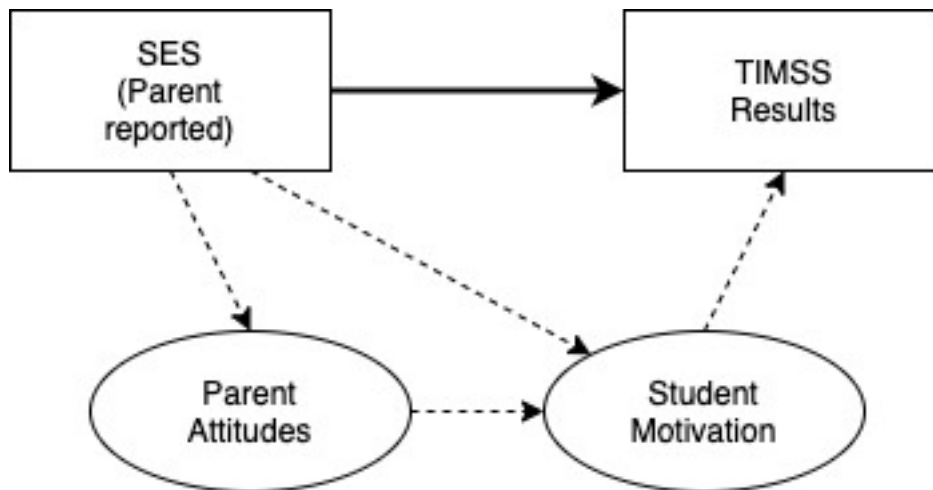 SES
(Parent
reported)
TIMSS
Results
Parent
Attitudes
Student
Motivation